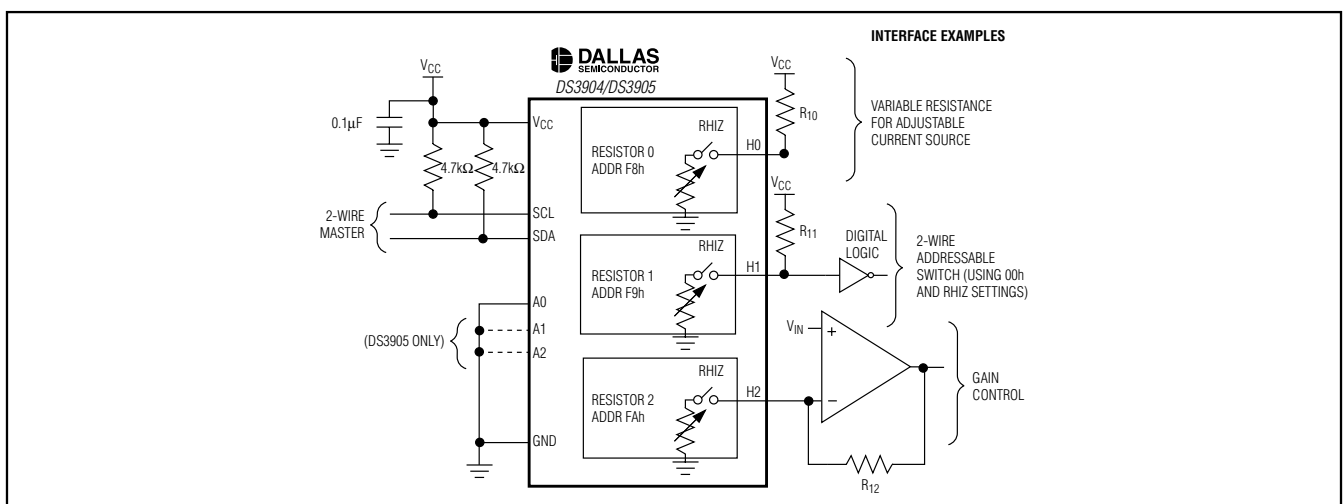 INTERFACE EXAMPLES
DALLAS
SEMICONDUCTOR
DS3904/DS3905
VCC
0.1µF
4.7kΩ
4.7kΩ
2-WIRE
MASTER
VCC
SCL
SDA
A0
A1
A2
(DS3905 ONLY)
GND
RESISTOR 0
ADDR F8h
RHIZ
H0
RESISTOR 1
ADDR F9h
RHIZ
H1
RESISTOR 2
ADDR FAh
RHIZ
H2
VCC
R10
VARIABLE RESISTANCE
FOR ADJUSTABLE
CURRENT SOURCE
VCC
R11
DIGITAL
LOGIC
2-WIRE
ADDRESSABLE
SWITCH (USING 00h
AND RHIZ SETTINGS)
VIN
+
−
R12
GAIN
CONTROL